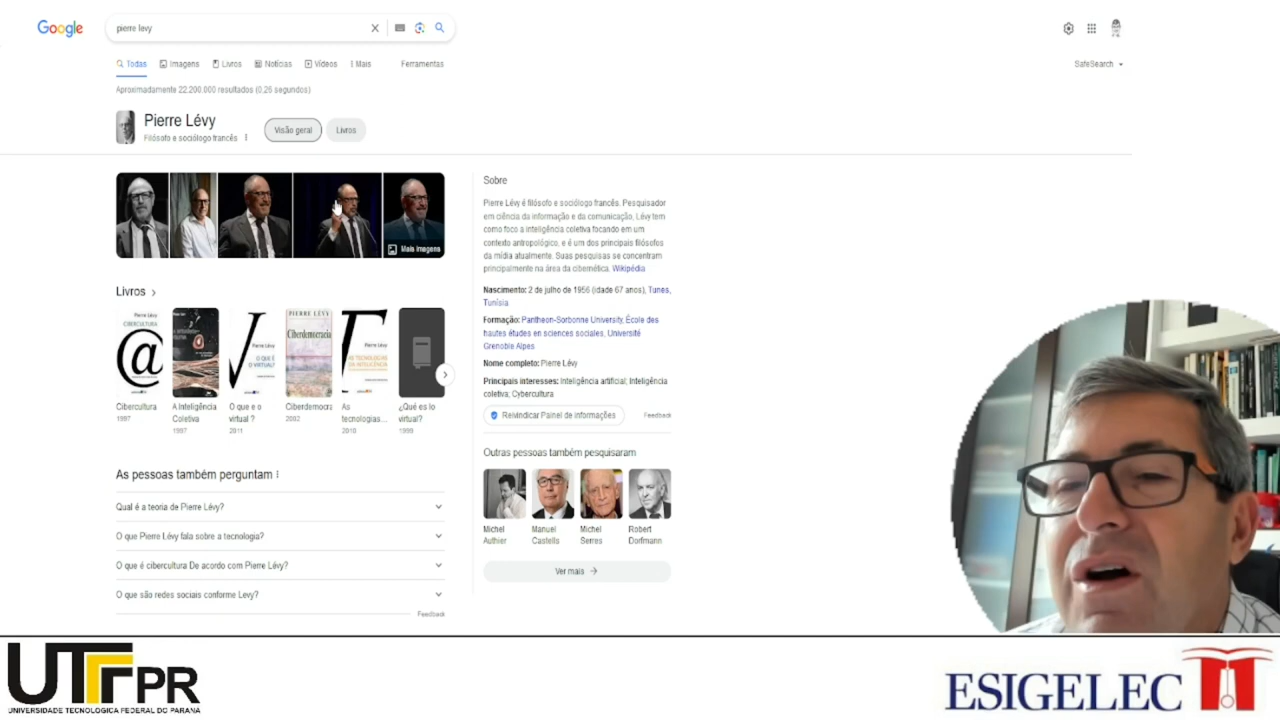 Google
pierre levy
Todas
Imagens
Livros
Notícias
Vídeos
Mais
Ferramentas
SafeSearch
Aproximadamente 22.200.000 resultados (0,26 segundos)
Pierre Lévy
Filósofo e sociólogo francês
Visão geral
Livros
Mais imagens
Livros
CIBERCULTURA
@
O QUE É
O VIRTUAL?
PIERRE LÉVY
Ciberdemocracia
Cibercultura
1997
A Inteligência
Coletiva
1997
O que e o
virtual ?
2011
Ciberdemocra
2002
As
tecnologias...
2010
¿Qué es lo
virtual?
1999
As pessoas também perguntam
Qual é a teoria de Pierre Lévy?
O que Pierre Lévy fala sobre a tecnologia?
O que é cibercultura De acordo com Pierre Lévy?
O que são redes sociais conforme Levy?
Feedback
Sobre
Pierre Lévy é filósofo e sociólogo francês. Pesquisador
em ciência da informação e da comunicação, Lévy tem
como foco a inteligência coletiva focando em um
contexto antropológico, e é um dos principais filósofos
da mídia atualmente. Suas pesquisas se concentram
principalmente na área da cibernética. Wikipédia
Nascimento: 2 de julho de 1956 (idade 67 anos), Tunes,
Tunísia
Formação: Pantheon-Sorbonne University, École des
hautes études en sciences sociales, Université
Grenoble Alpes
Nome completo: Pierre Lévy
Principais interesses: Inteligência artificial; Inteligência
coletiva; Cybercultura
Reivindicar Painel de informações
Feedback
Outras pessoas também pesquisaram
Michel
Authier
Manuel
Castells
Michel
Serres
Robert
Dorfmann
Ver mais
UTFPR
UNIVERSIDADE TECNOLÓGICA FEDERAL DO PARANÁ
ESIGELEC